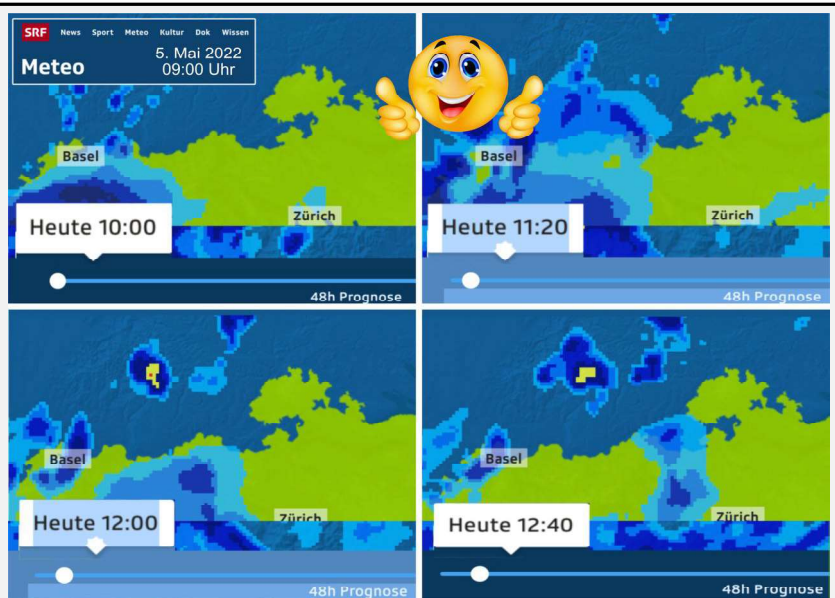 SRF News Sport Meteo Kultur Dok Wissen
Meteo
5. Mai 2022
09:00 Uhr
Basel
Zürich
Heute 10:00
48h Prognose
Basel
Zürich
Heute 11:20
48h Prognose
Basel
Zürich
Heute 12:00
48h Prognose
Basel
Zürich
Heute 12:40
48h Prognose